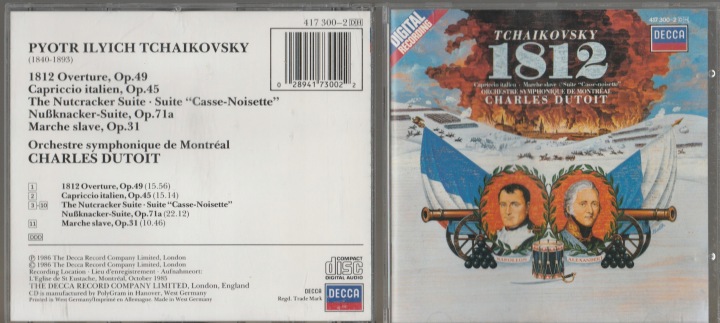 417 300-2 DH
PYOTR ILYICH TCHAIKOVSKY
(1840-1893)
1812 Overture, Op.49
Capriccio italien, Op.45
The Nutcracker Suite · Suite “Casse-Noisette”
Nußknacker-Suite, Op.71a
Marche slave, Op.31
0 28941 73002 2
Orchestre symphonique de Montréal
CHARLES DUTOIT
1 1812 Overture, Op.49 (15.56)
2 Capriccio italien, Op.45 (15.14)
3-10 The Nutcracker Suite · Suite “Casse-Noisette”
Nußknacker-Suite, Op.71a (22.12)
11 Marche slave, Op.31 (10.46)
DDD
℗ 1986 The Decca Record Company Limited, London
© 1986 The Decca Record Company Limited, London
Recording Location · Lieu d'enregistrement · Aufnahmeort:
L'Eglise de St Eustache, Montréal, October 1985
THE DECCA RECORD COMPANY LIMITED, London, England
CD is manufactured by PolyGram in Hanover, West Germany
Printed in West Germany/Imprimé en Allemagne. Made in West Germany
COMPACT
disc
DIGITAL AUDIO
DECCA
Regd. Trade Mark
DECCA
DIGITAL
RECORDING
417 300-2 DH
DECCA
TCHAIKOVSKY
1812
Capriccio italien · Marche slave · Suite “Casse-noisette”
ORCHESTRE SYMPHONIQUE DE MONTRÉAL
CHARLES DUTOIT
NAPOLEON
ALEXANDER